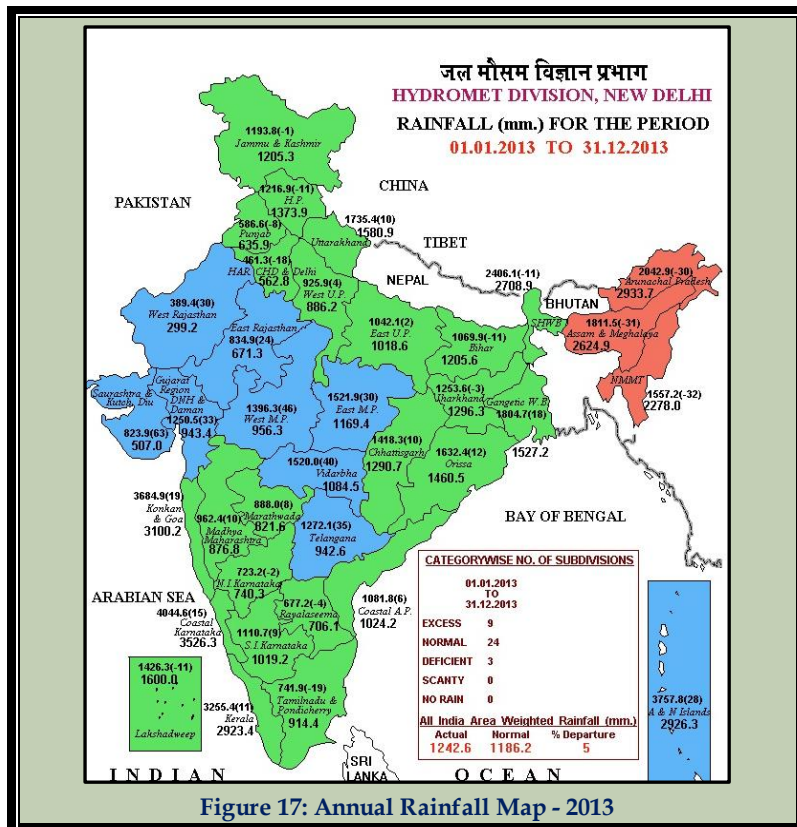 जल मौसम विज्ञान प्रभाग
HYDROMET DIVISION, NEW DELHI
RAINFALL (mm.) FOR THE PERIOD
01.01.2013 TO 31.12.2013
1193.8(-1)
Jammu & Kashmir
1205.3
CHINA
PAKISTAN
1216.9(-11)
H.P.
1373.9
586.6(-8)
Punjab
635.9
1735.4(10)
1580.9
Uttarakhand
TIBET
461.3(-18)
HAR. CHD & Delhi
562.8
925.9(4)
West U.P.
886.2
NEPAL
2406.1(-11)
2708.9
BHUTAN
SHWB
2042.9(-30)
Arunachal Pradesh
2933.7
389.4(30)
West Rajasthan
299.2
East Rajasthan
834.9(24)
671.3
1042.1(2)
East U.P.
1018.6
1069.9(-11)
Bihar
1205.6
1811.5(-31)
Assam & Meghalaya
2624.9
NMMT
1557.2(-32)
2278.0
Saurashtra &
Kutch, Diu
823.9(63)
507.0
Gujarat
Region
DNH &
Daman
1250.5(33)
943.4
1396.3(46)
West M.P.
956.3
1521.9(30)
East M.P.
1169.4
1253.6(-3)
Jharkhand
1296.3
Gangetic W.B.
1804.7(18)
1527.2
1418.3(10)
Chhattisgarh
1290.7
1632.4(12)
Orissa
1460.5
1520.0(40)
Vidarbha
1084.5
3684.9(19)
Konkan
& Goa
3100.2
962.4(10)
Madhya
Maharashtra
876.8
888.0(8)
Marathwada
821.6
1272.1(35)
Telangana
942.6
BAY OF BENGAL
ARABIAN SEA
723.2(-2)
N.I.Karnataka
740.3
677.2(-4)
Rayalaseema
706.1
1081.8(6)
Coastal A.P.
1024.2
4044.6(15)
Coastal
Karnataka
3526.3
1110.7(9)
S.I.Karnataka
1019.2
1426.3(-11)
1600.0
Lakshadweep
3255.4(11)
Kerala
2923.4
741.9(-19)
Tamilnadu &
Pondicherry
914.4
CATEGORYWISE NO. OF SUBDIVISIONS
01.01.2013
TO
31.12.2013
EXCESS 9
NORMAL 24
DEFICIENT 3
SCANTY 0
NO RAIN 0
All India Area Weighted Rainfall (mm.)
Actual Normal % Departure
1242.6 1186.2 5
3757.8(28)
A & N Islands
2926.3
SRI
LANKA
INDIAN OCEAN
Figure 17: Annual Rainfall Map - 2013